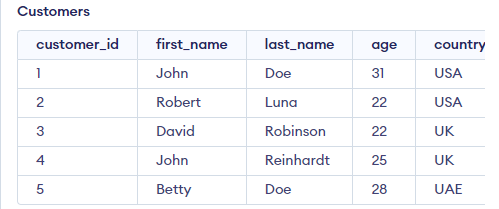 Customers
customer_id first_name last_name age country
1 John Doe 31 USA
2 Robert Luna 22 USA
3 David Robinson 22 UK
4 John Reinhardt 25 UK
5 Betty Doe 28 UAE